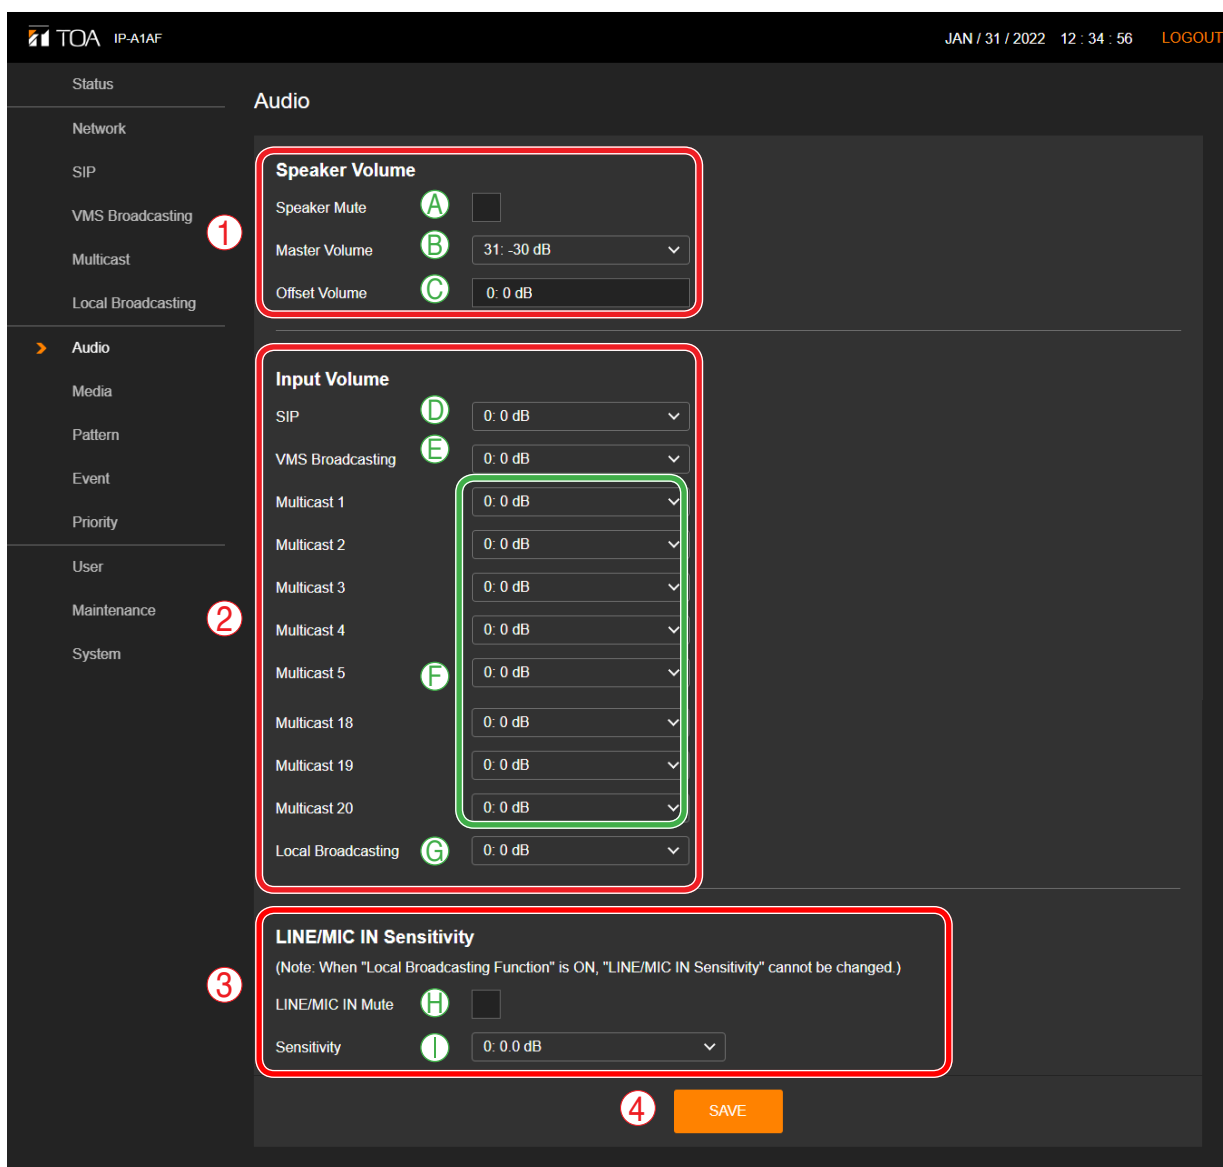 TOA IP-A1AF JAN / 31 / 2022 12 : 34 : 56 LOGOUT
Status
Network
SIP
VMS Broadcasting
Multicast
Local Broadcasting
Audio
Media
Pattern
Event
Priority
User
Maintenance
System
Audio
1
Speaker Volume
Speaker Mute A
Master Volume B 31: -30 dB
Offset Volume C 0: 0 dB
2
Input Volume
SIP D 0: 0 dB
VMS Broadcasting E 0: 0 dB
Multicast 1 0: 0 dB
Multicast 2 0: 0 dB
Multicast 3 0: 0 dB
Multicast 4 0: 0 dB
Multicast 5 F 0: 0 dB
Multicast 18 0: 0 dB
Multicast 19 0: 0 dB
Multicast 20 0: 0 dB
Local Broadcasting G 0: 0 dB
3
LINE/MIC IN Sensitivity
(Note: When "Local Broadcasting Function" is ON, "LINE/MIC IN Sensitivity" cannot be changed.)
LINE/MIC IN Mute H
Sensitivity I 0: 0.0 dB
4 SAVE